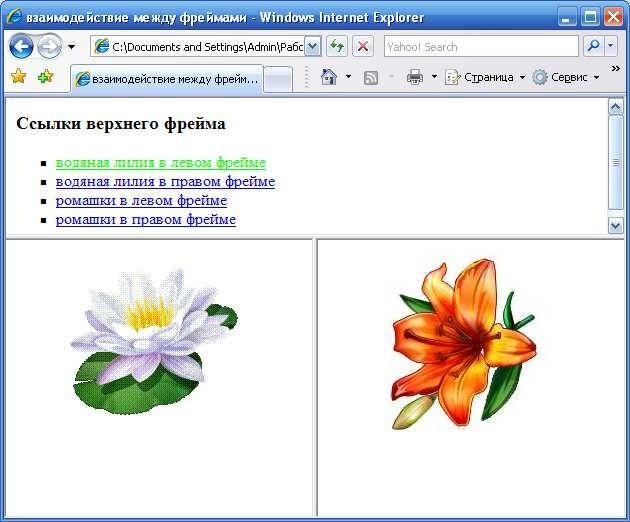 взаимодействие между фреймами - Windows Internet Explorer
C:\Documents and Settings\Admin\Рабо
Yahoo! Search
взаимодействие между фрейм...
Страница
Сервис
»
Ссылки верхнего фрейма
водяная лилия в левом фрейме
водяная лилия в правом фрейме
ромашки в левом фрейме
ромашки в правом фрейме